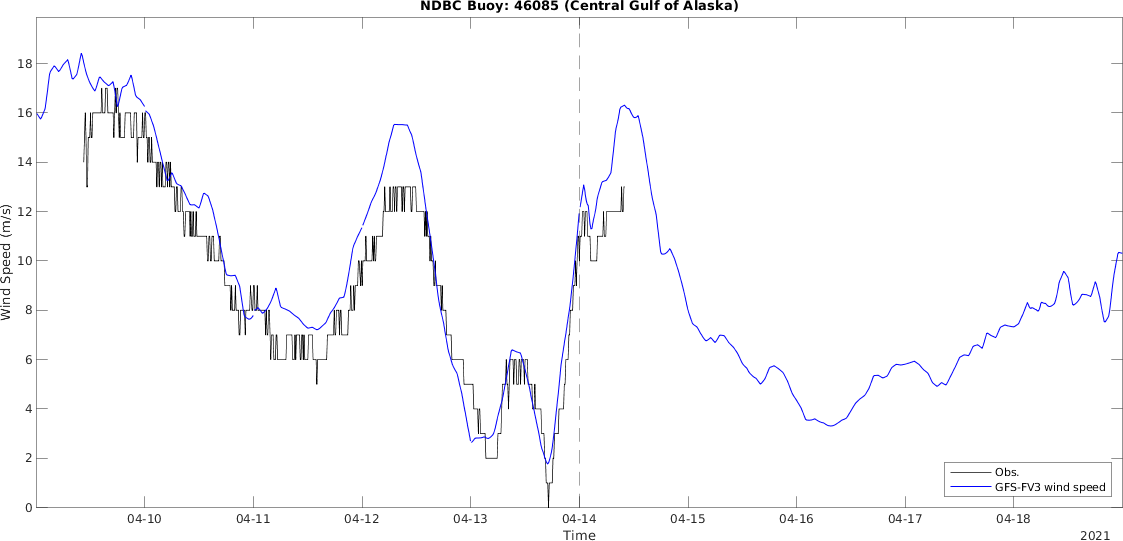 NDBC Buoy: 46085 (Central Gulf of Alaska)
Wind Speed (m/s)
18
16
14
12
10
8
6
4
2
0
Obs.
GFS-FV3 wind speed
04-10 04-11 04-12 04-13 04-14 04-15 04-16 04-17 04-18
Time
2021